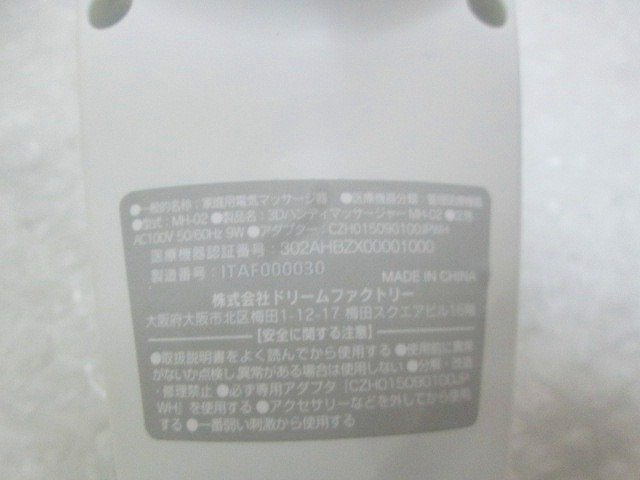 ●一般的名称：家庭用電気マッサージ器 ●医療機器分類：管理医療機器
●型式：MH-02 ●製品名：3Dハンディマッサージャー MH-02 ●定格
AC100V 50/60Hz 9W ●アダプター：CZH015090100JPWH
医療機器認証番号：302AHBZX00001000
製造番号：ITAF000030
MADE IN CHINA
株式会社ドリームファクトリー
大阪府大阪市北区梅田1-12-17 梅田スクエアビル16階
【安全に関する注意】
●取扱説明書をよく読んでから使用する ●使用前に異常
がないか点検し、異常がある場合は使用しない ●分解・改造
・修理禁止 ●必ず専用アダプタ [CZH015090100JP
WH] を使用する ●アクセサリーなどを外してから使用
する ●一番弱い刺激から使用する